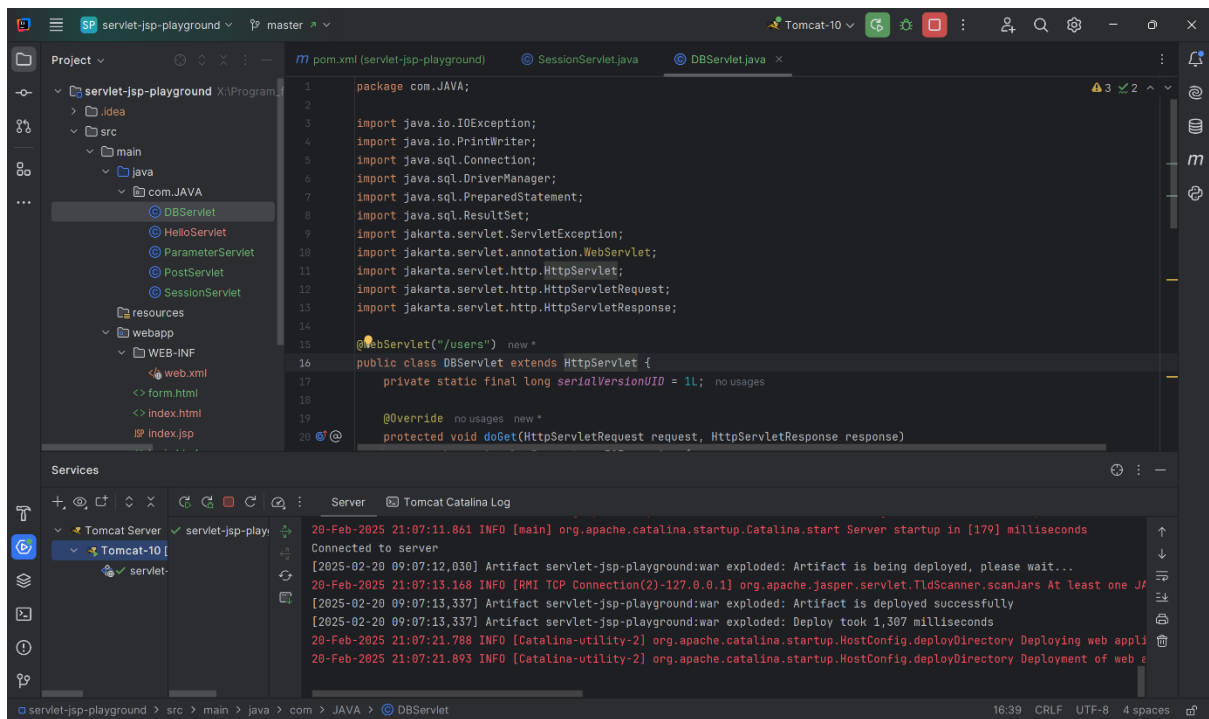 SP servlet-jsp-playground master Tomcat-10
Project
servlet-jsp-playground X:\Program_f
.idea
src
main
java
com.JAVA
DBServlet
HelloServlet
ParameterServlet
PostServlet
SessionServlet
resources
webapp
WEB-INF
web.xml
form.html
index.html
index.jsp
m pom.xml (servlet-jsp-playground) SessionServlet.java DBServlet.java
3 2
1 package com.JAVA;
2
3 import java.io.IOException;
4 import java.io.PrintWriter;
5 import java.sql.Connection;
6 import java.sql.DriverManager;
7 import java.sql.PreparedStatement;
8 import java.sql.ResultSet;
9 import jakarta.servlet.ServletException;
10 import jakarta.servlet.annotation.WebServlet;
11 import jakarta.servlet.http.HttpServlet;
12 import jakarta.servlet.http.HttpServletRequest;
13 import jakarta.servlet.http.HttpServletResponse;
14
15 @WebServlet("/users") new *
16 public class DBServlet extends HttpServlet {
17 private static final long serialVersionUID = 1L; no usages
18
19 @Override no usages new *
20 protected void doGet(HttpServletRequest request, HttpServletResponse response)
m
Services
Server Tomcat Catalina Log
Tomcat Server
Tomcat-10 [
servlet-
servlet-jsp-play
20-Feb-2025 21:07:11.861 INFO [main] org.apache.catalina.startup.Catalina.start Server startup in [179] milliseconds
Connected to server
[2025-02-20 09:07:12,030] Artifact servlet-jsp-playground:war exploded: Artifact is being deployed, please wait...
20-Feb-2025 21:07:13.168 INFO [RMI TCP Connection(2)-127.0.0.1] org.apache.jasper.servlet.TldScanner.scanJars At least one JA
[2025-02-20 09:07:13,337] Artifact servlet-jsp-playground:war exploded: Artifact is deployed successfully
[2025-02-20 09:07:13,337] Artifact servlet-jsp-playground:war exploded: Deploy took 1,307 milliseconds
20-Feb-2025 21:07:21.788 INFO [Catalina-utility-2] org.apache.catalina.startup.HostConfig.deployDirectory Deploying web appli
20-Feb-2025 21:07:21.893 INFO [Catalina-utility-2] org.apache.catalina.startup.HostConfig.deployDirectory Deployment of web a
servlet-jsp-playground > src > main > java > com > JAVA > DBServlet 16:39 CRLF UTF-8 4 spaces